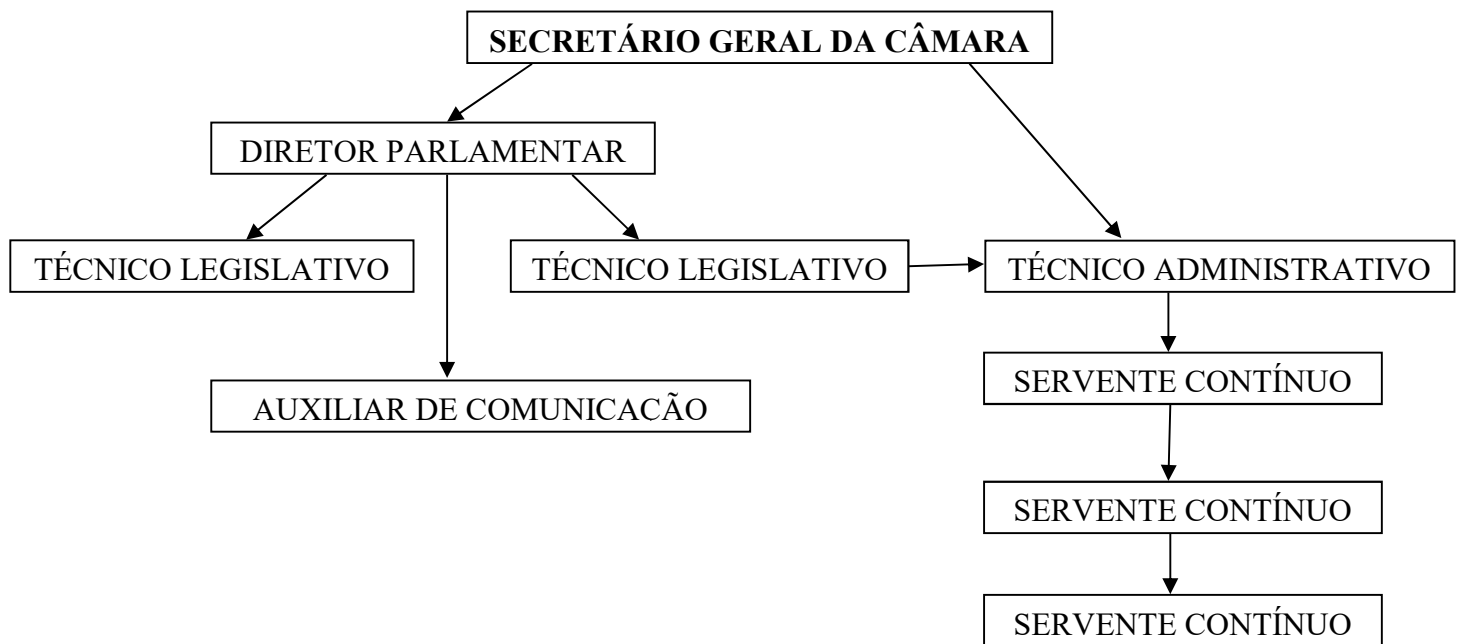 SECRETÁRIO GERAL DA CÂMARA
DIRETOR PARLAMENTAR
TÉCNICO LEGISLATIVO
TÉCNICO LEGISLATIVO
TÉCNICO ADMINISTRATIVO
SERVENTE CONTÍNUO
AUXILIAR DE COMUNICAÇÃO
SERVENTE CONTÍNUO
SERVENTE CONTÍNUO